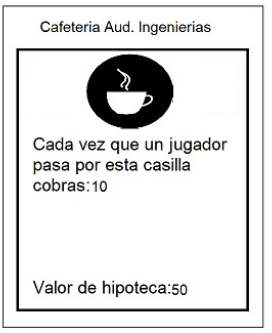 Cafeteria Aud. Ingenierias
Cada vez que un jugador
pasa por esta casilla
cobras:10
Valor de hipoteca:50